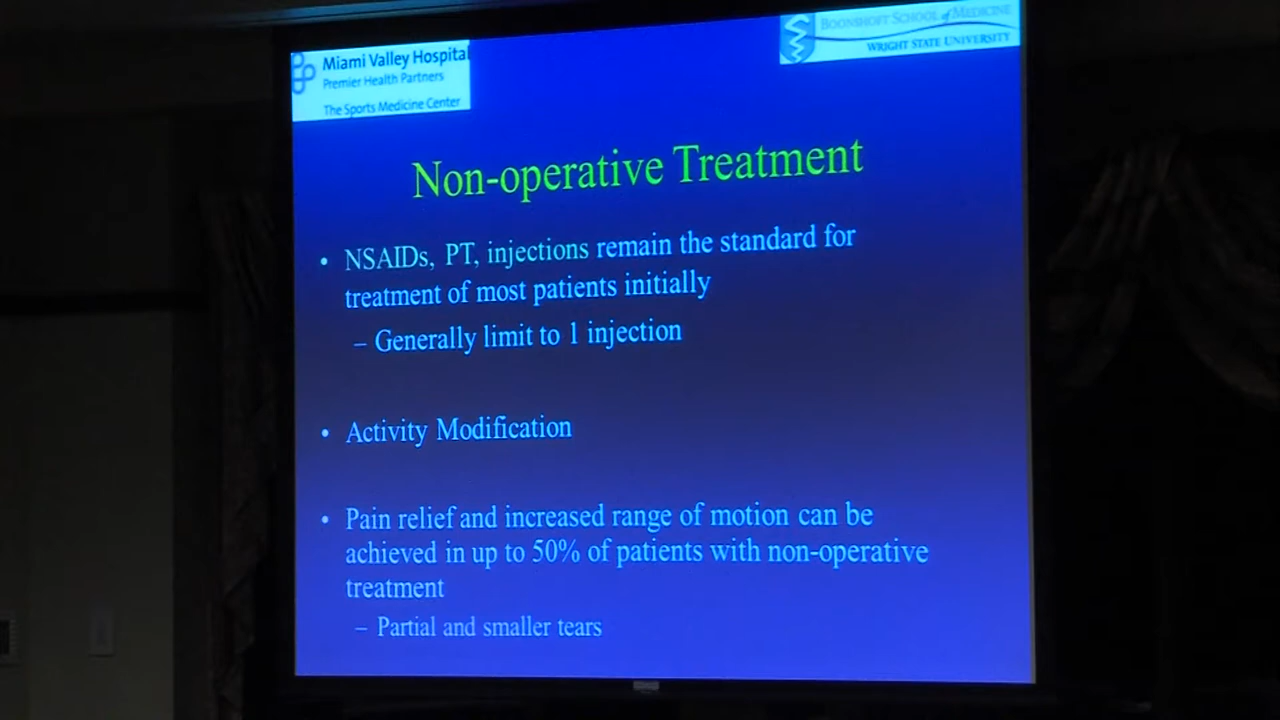 Miami Valley Hospital
Premier Health Partners
The Sports Medicine Center
BOONSHOFT SCHOOL of MEDICINE
WRIGHT STATE UNIVERSITY
Non-operative Treatment
• NSAIDs, PT, injections remain the standard for
treatment of most patients initially
– Generally limit to 1 injection
• Activity Modification
• Pain relief and increased range of motion can be
achieved in up to 50% of patients with non-operative
treatment
– Partial and smaller tears